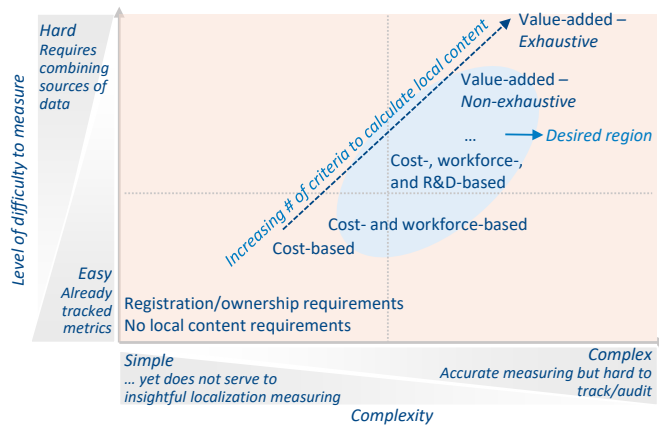 Hard
Requires
combining
sources of
data
Level of difficulty to measure
Easy
Already
tracked
metrics
Value-added –
Exhaustive
Increasing # of criteria to calculate local content
Value-added –
Non-exhaustive
...
Desired region
Cost-, workforce-,
and R&D-based
Cost- and workforce-based
Cost-based
Registration/ownership requirements
No local content requirements
Simple
... yet does not serve to
insightful localization measuring
Complex
Accurate measuring but hard to
track/audit
Complexity